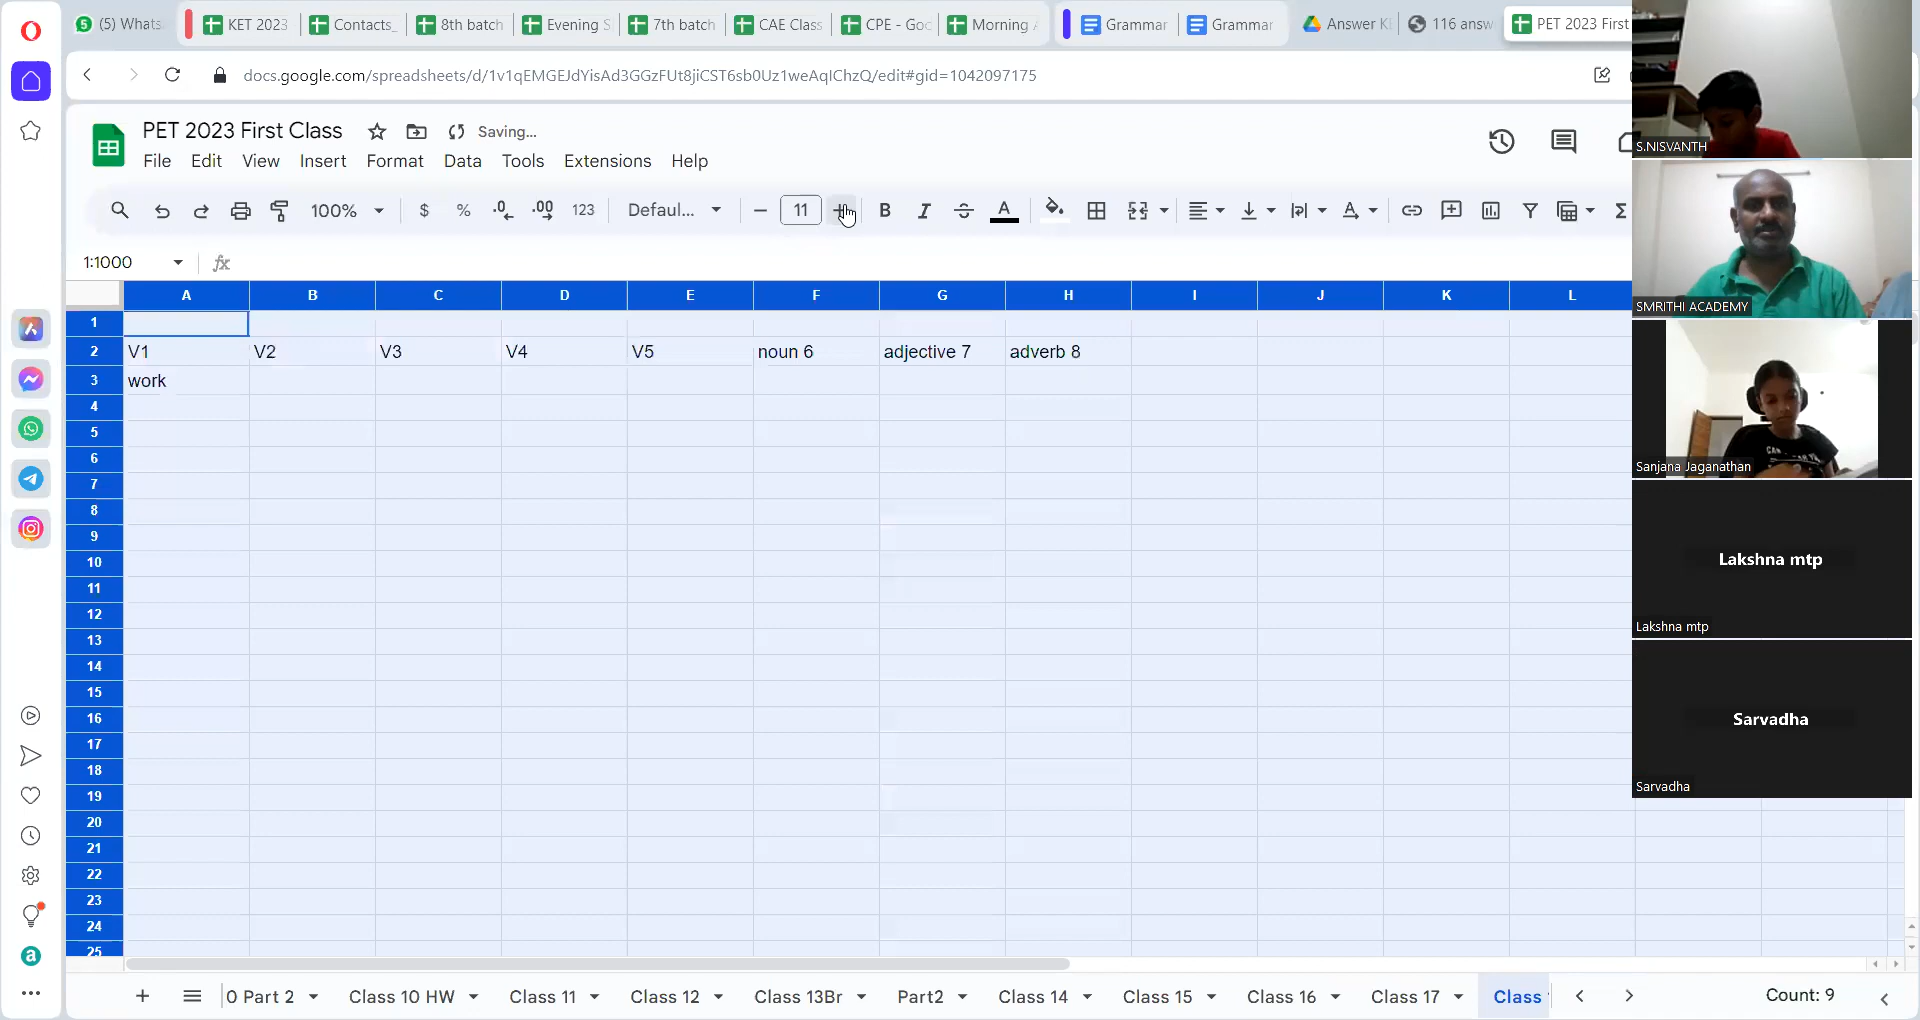 (5) Whats
KET 2023
Contacts_
8th batch
Evening S
7th batch
CAE Class
CPE - Goo
Morning A
Grammar
Grammar
Answer K
116 answ
PET 2023 First
docs.google.com/spreadsheets/d/1v1qEMGEJdYisAd3GGzFUt8jiCST6sb0Uz1weAqIChzQ/edit#gid=1042097175
PET 2023 First Class
Saving...
File Edit View Insert Format Data Tools Extensions Help
100% $ % .0 .00 123 Defaul... 11 B I A Σ
1:1000 fx
A B C D E F G H I J K L
1
2 V1 V2 V3 V4 V5 noun 6 adjective 7 adverb 8
3 work
4
5
6
7
8
9
10
11
12
13
14
15
16
17
18
19
20
21
22
23
24
25
0 Part 2 Class 10 HW Class 11 Class 12 Class 13Br Part2 Class 14 Class 15 Class 16 Class 17 Class
Count: 9
S.NISVANTH
SMRITHI ACADEMY
Sanjana Jaganathan
Lakshna mtp
Lakshna mtp
Sarvadha
Sarvadha